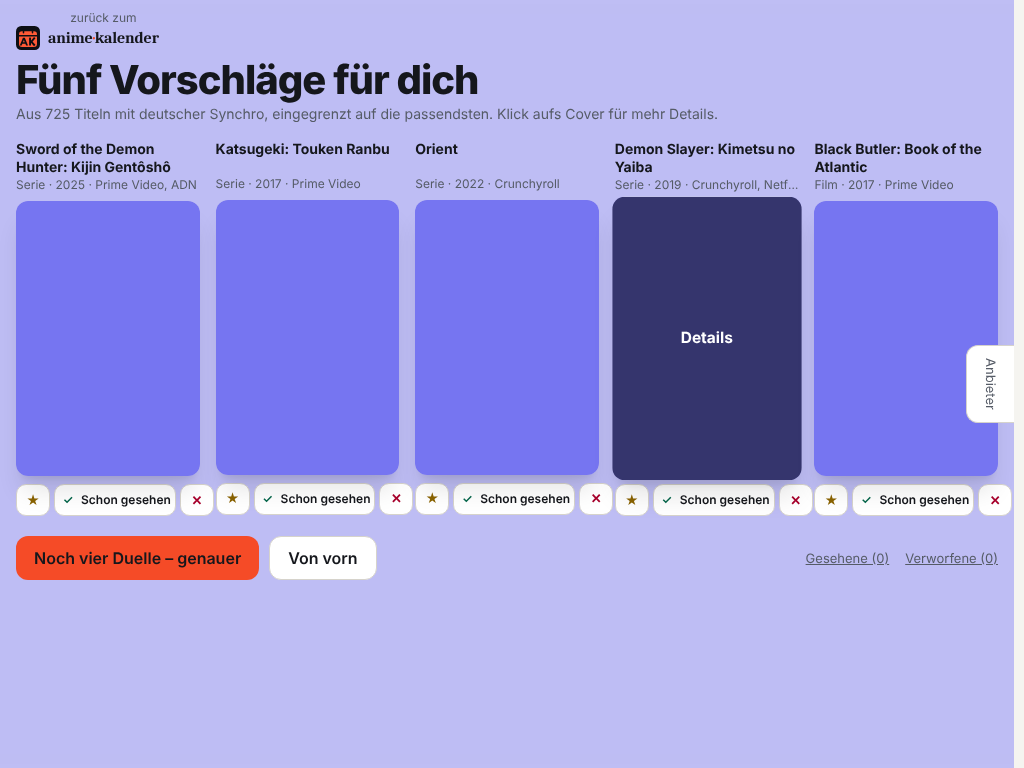 zurück zum
AK
anime·kalender
Fünf Vorschläge für dich
Aus 725 Titeln mit deutscher Synchro, eingegrenzt auf die passendsten. Klick aufs Cover für mehr Details.
Sword of the Demon
Hunter: Kijin Gentôshô
Serie · 2025 · Prime Video, ADN
Katsugeki: Touken Ranbu
Serie · 2017 · Prime Video
Orient
Serie · 2022 · Crunchyroll
Demon Slayer: Kimetsu no
Yaiba
Serie · 2019 · Crunchyroll, Netf...
Black Butler: Book of the
Atlantic
Film · 2017 · Prime Video
Details
Anbieter
★ ✓ Schon gesehen ✕
★ ✓ Schon gesehen ✕
★ ✓ Schon gesehen ✕
★ ✓ Schon gesehen ✕
★ ✓ Schon gesehen ✕
Noch vier Duelle – genauer
Von vorn
Gesehene (0)
Verworfene (0)